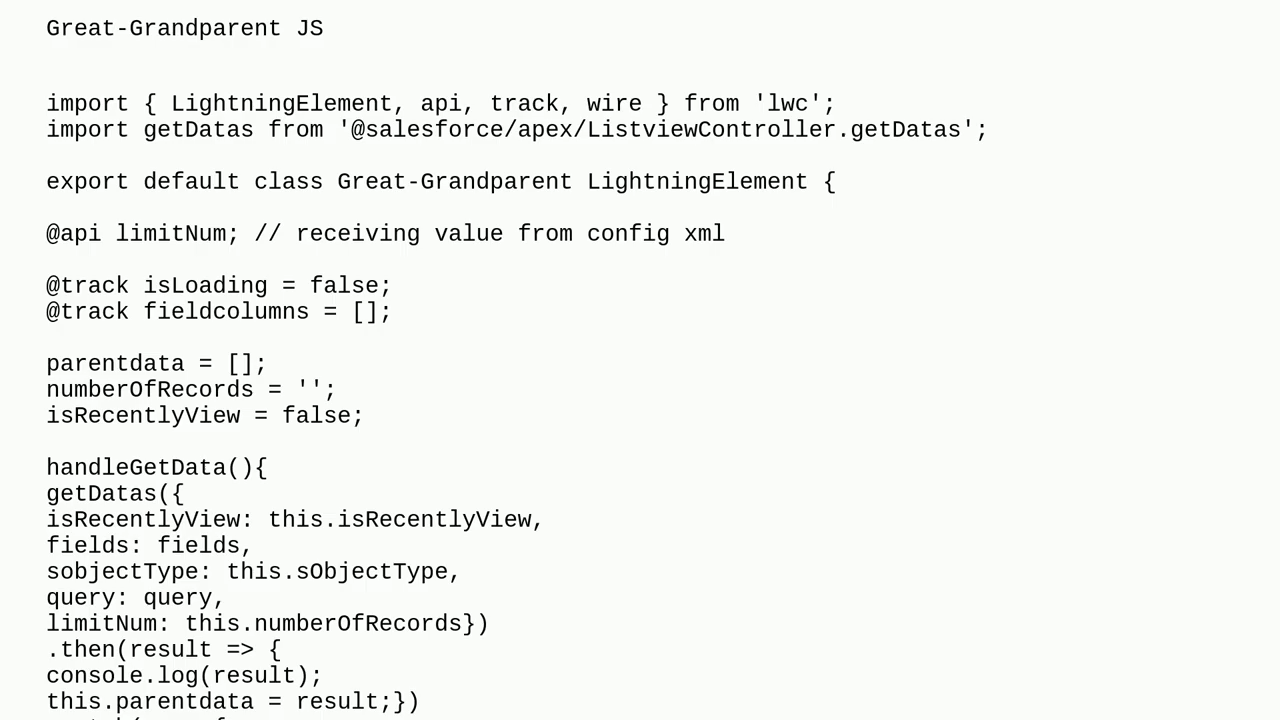 Great-Grandparent JS
import { LightningElement, api, track, wire } from 'lwc';
import getDatas from '@salesforce/apex/ListviewController.getDatas';
export default class Great-Grandparent LightningElement {
@api limitNum; // receiving value from config xml
@track isLoading = false;
@track fieldcolumns = [];
parentdata = [];
numberOfRecords = '';
isRecentlyView = false;
handleGetData(){
getDatas({
isRecentlyView: this.isRecentlyView,
fields: fields,
sobjectType: this.sObjectType,
query: query,
limitNum: this.numberOfRecords})
.then(result => {
console.log(result);
this.parentdata = result;})